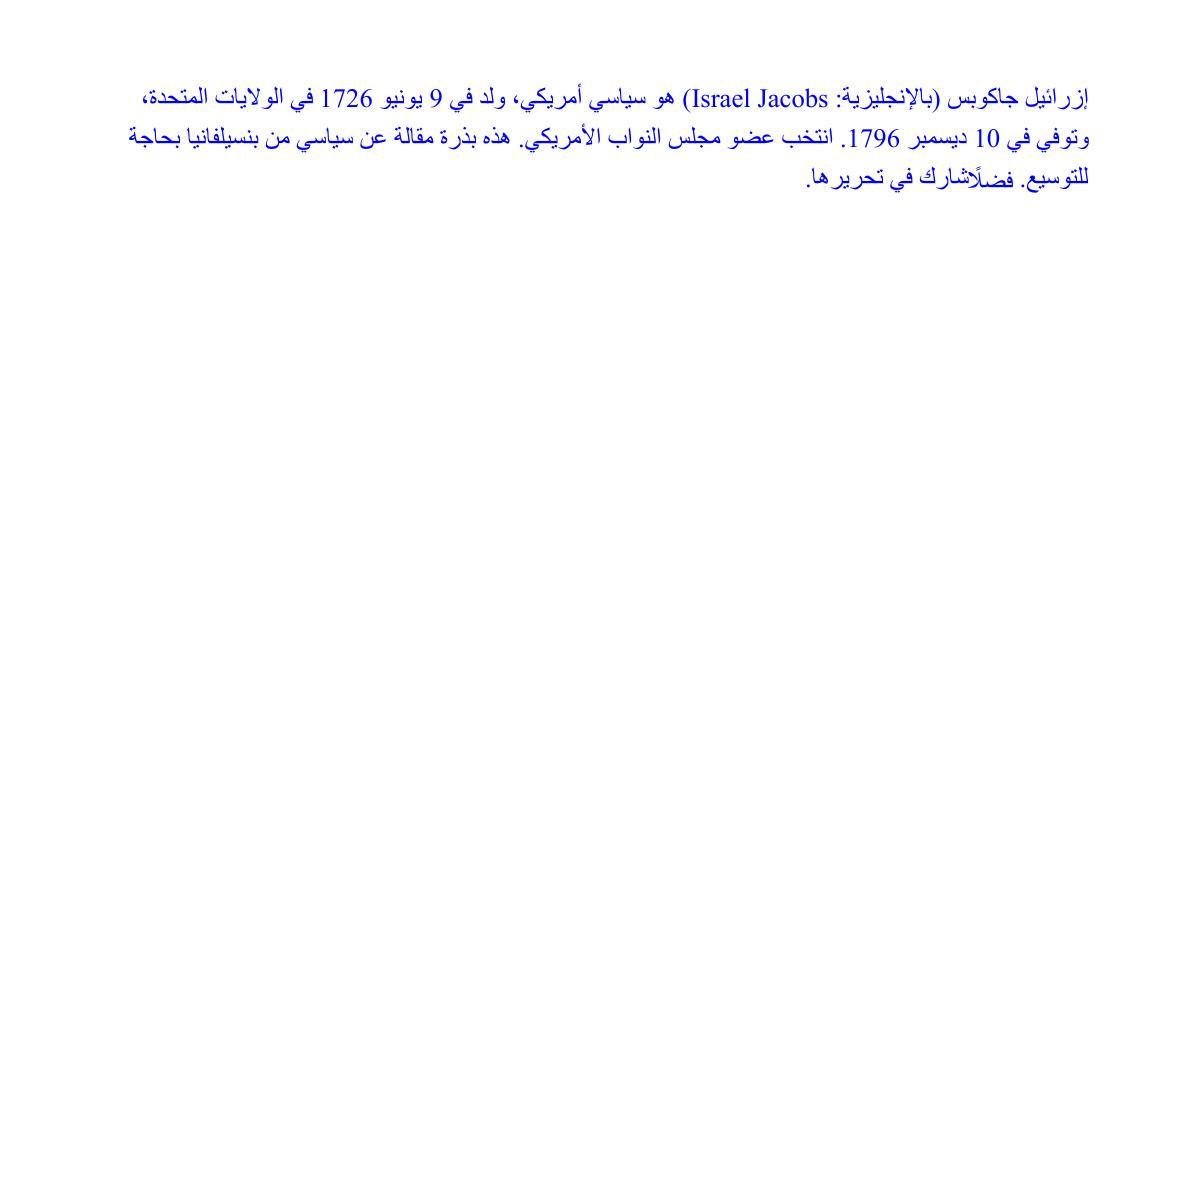 إزرائيل جاكوبس (بالإنجليزية: Israel Jacobs) هو سياسي أمريكي، ولد في 9 يونيو 1726 في الولايات المتحدة،
وتوفي في 10 ديسمبر 1796. انتخب عضو مجلس النواب الأمريكي. هذه بذرة مقالة عن سياسي من بنسيلفانيا بحاجة
للتوسيع. فضلًاشارك في تحريرها.